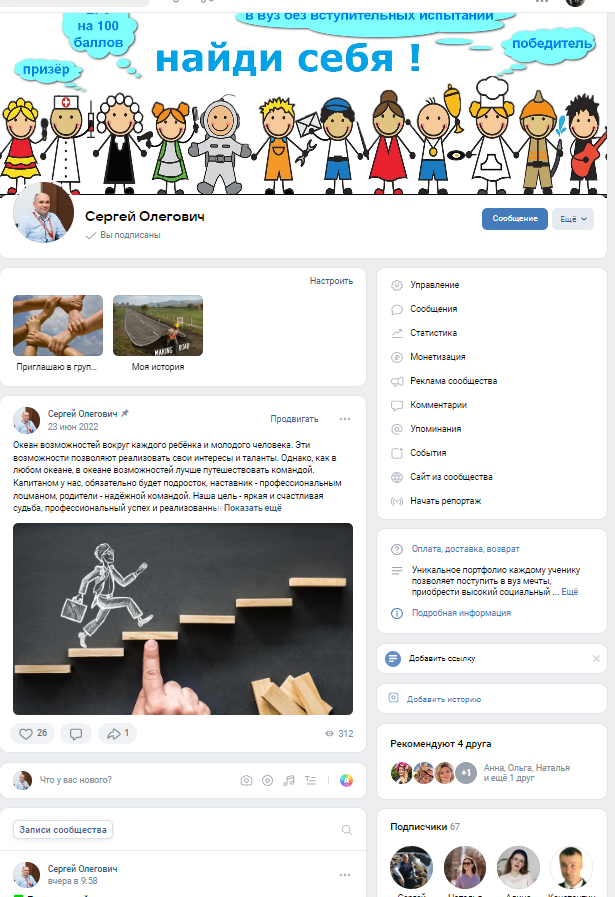 в вуз без вступительных испытаний
на 100
баллов
призёр
найди себя !
победитель
Сергей Олегович
Вы подписаны
Сообщение
Ещё
Настроить
MAKING ROAD
Приглашаю в груп...
Моя история
Сергей Олегович
23 июн 2022
Продвигать
Океан возможностей вокруг каждого ребёнка и молодого человека. Эти
возможности позволяют реализовать свои интересы и таланты. Однако, как в
любом океане, в океане возможностей лучше путешествовать командой.
Капитаном у нас, обязательно будет подросток, наставник - профессиональным
лоцманом, родители - надёжной командой. Наша цель - яркая и счастливая
судьба, профессиональный успех и реализованны Показать ещё
26
1
312
Что у вас нового?
Записи сообщества
Сергей Олегович
вчера в 9:58
Управление
Сообщения
Статистика
Монетизация
Реклама сообщества
Комментарии
Упоминания
События
Сайт из сообщества
Начать репортаж
Оплата, доставка, возврат
Уникальное портфолио каждому ученику
позволяет поступить в вуз мечты,
приобрести высокий социальный ... Ещё
Подробная информация
Добавить ссылку
Добавить историю
Рекомендуют 4 друга
+1
Анна, Ольга, Наталья
и ещё 1 друг
Подписчики 67